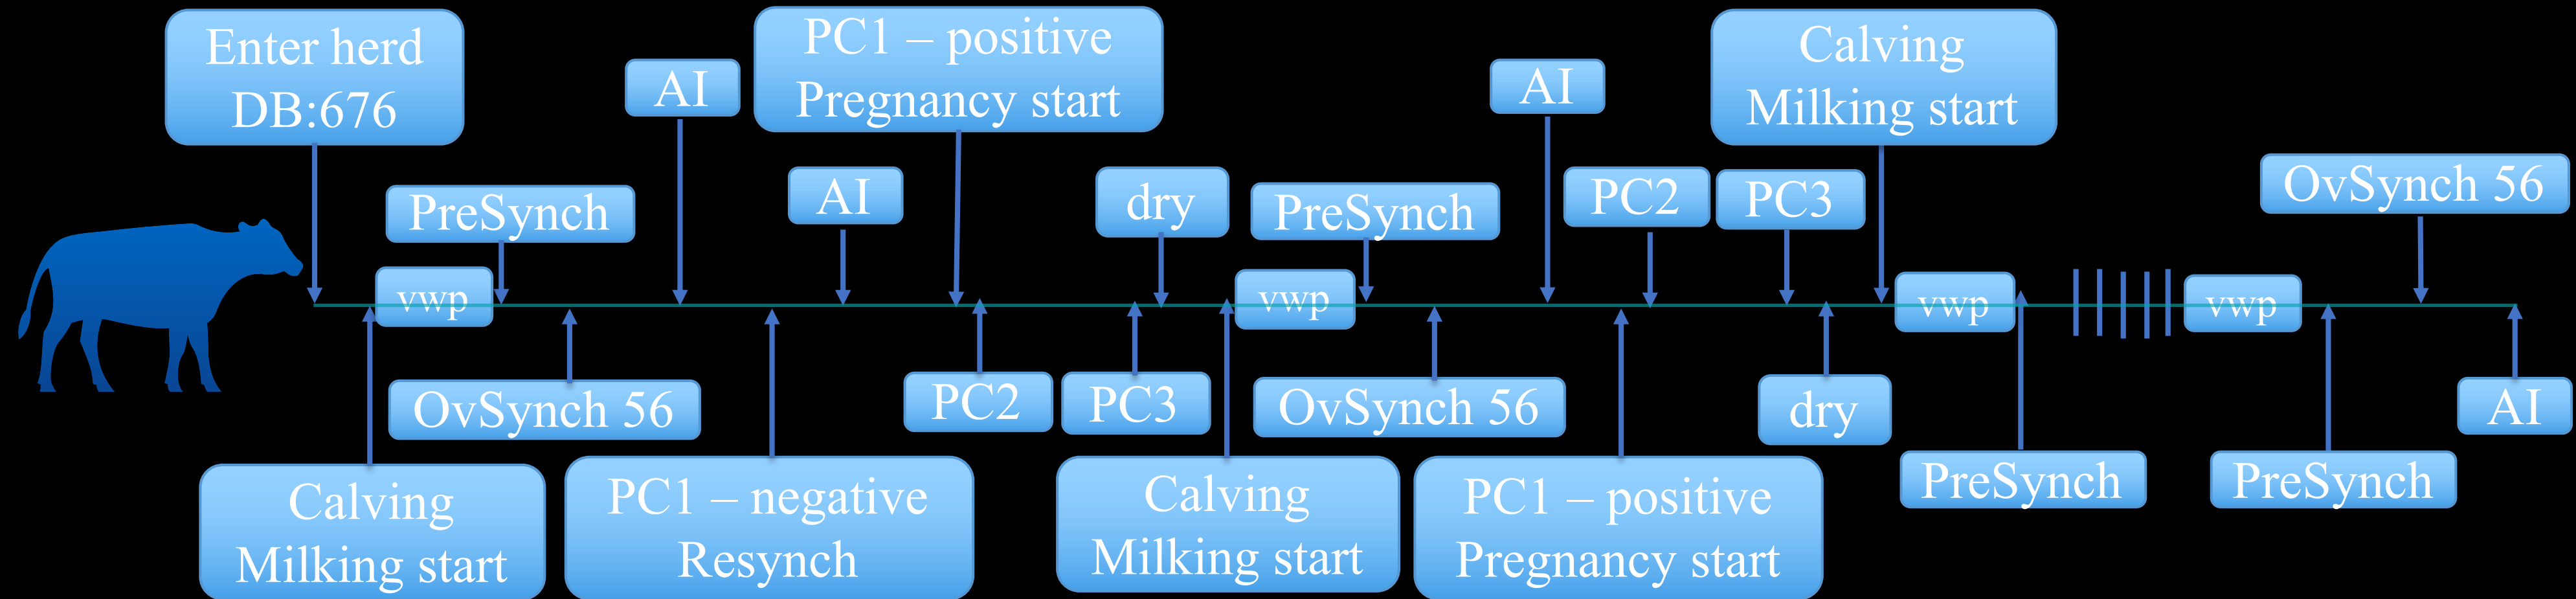 Enter herd
DB:676
AI
PC1 – positive
Pregnancy start
AI
Calving
Milking start
PreSynch
AI
dry
PreSynch
PC2
PC3
OvSynch 56
vwp
vwp
vwp
vwp
OvSynch 56
PC2
PC3
OvSynch 56
dry
AI
Calving
Milking start
PC1 – negative
Resynch
Calving
Milking start
PC1 – positive
Pregnancy start
PreSynch
PreSynch